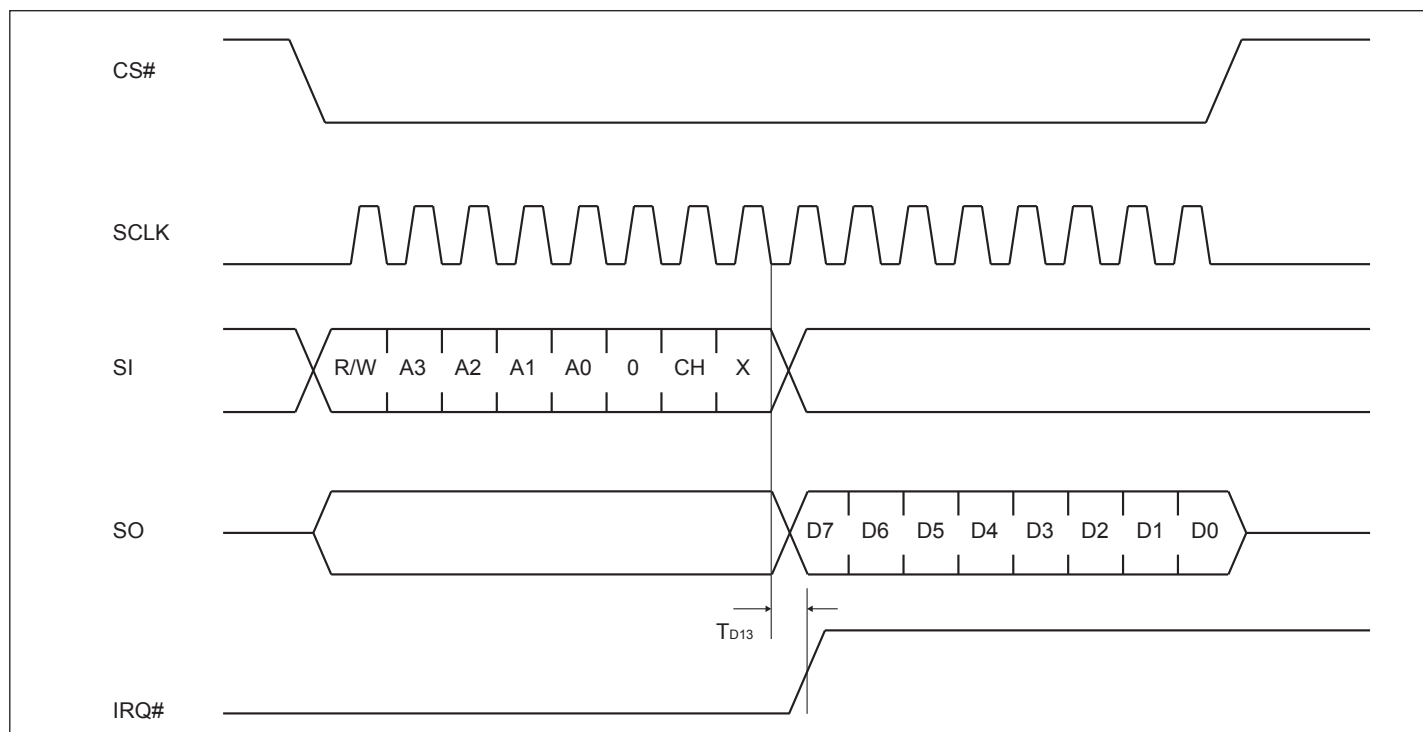 CS#
SCLK
SI
R/W A3 A2 A1 A0 0 CH X
SO
D7 D6 D5 D4 D3 D2 D1 D0
TD13
IRQ#